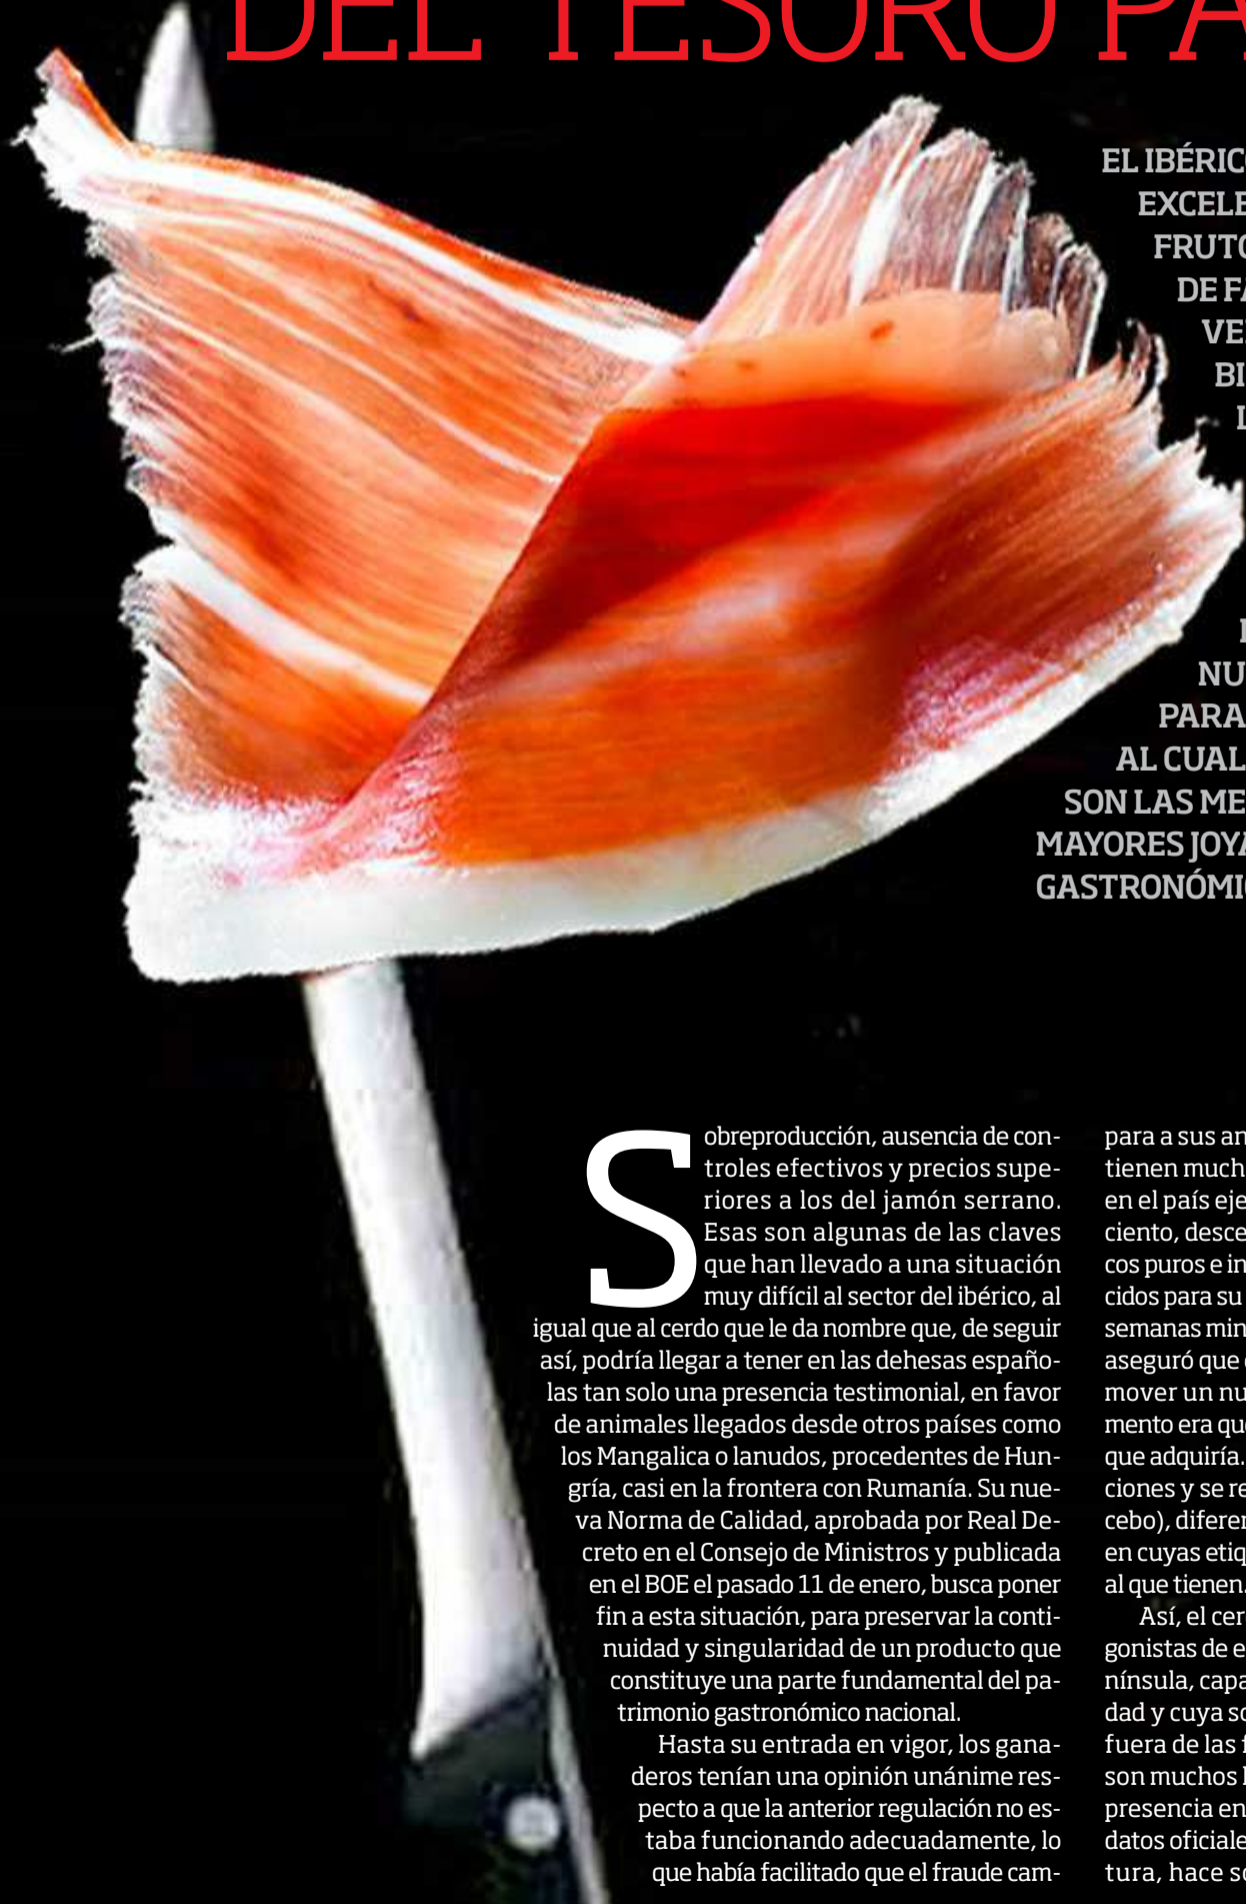 DEL TESORO PA
EL IBÉRIC
EXCELE
FRUTO
DE FA
VE
BI
L
NU
PARA
AL CUAL
SON LAS ME
MAYORES JOYA
GASTRONÓMI
Sobreproducción, ausencia de con-
troles efectivos y precios supe-
riores a los del jamón serrano.
Esas son algunas de las claves
que han llevado a una situación
muy difícil al sector del ibérico, al
igual que al cerdo que le da nombre que, de seguir
así, podría llegar a tener en las dehesas españo-
las tan solo una presencia testimonial, en favor
de animales llegados desde otros países como
los Mangalica o lanudos, procedentes de Hun-
gría, casi en la frontera con Rumanía. Su nue-
va Norma de Calidad, aprobada por Real De-
creto en el Consejo de Ministros y publicada
en el BOE el pasado 11 de enero, busca poner
fin a esta situación, para preservar la conti-
nuidad y singularidad de un producto que
constituye una parte fundamental del pa-
trimonio gastronómico nacional.
Hasta su entrada en vigor, los gana-
deros tenían una opinión unánime res-
pecto a que la anterior regulación no es-
taba funcionando adecuadamente, lo
que había facilitado que el fraude cam-
para a sus an
tienen much
en el país eje
ciento, desce
cos puros e in
cidos para su
semanas min
aseguró que
mover un nu
mento era qu
que adquiría.
ciones y se re
cebo), difere
en cuyas etiq
al que tienen.
Así, el cer
gonistas de e
nínsula, capa
dad y cuya so
fuera de las f
son muchos l
presencia en
datos oficiale
tura, hace s